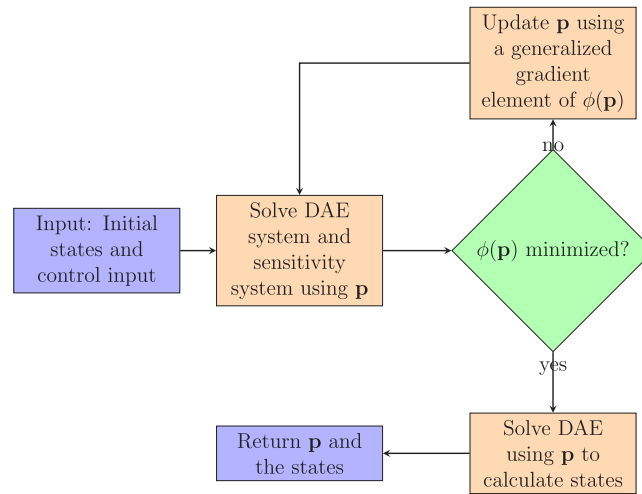 Update p using
a generalized
gradient
element of ϕ(p)
no
Input: Initial
states and
control input
Solve DAE
system and
sensitivity
system using p
ϕ(p) minimized?
yes
Return p and
the states
Solve DAE
using p to
calculate states